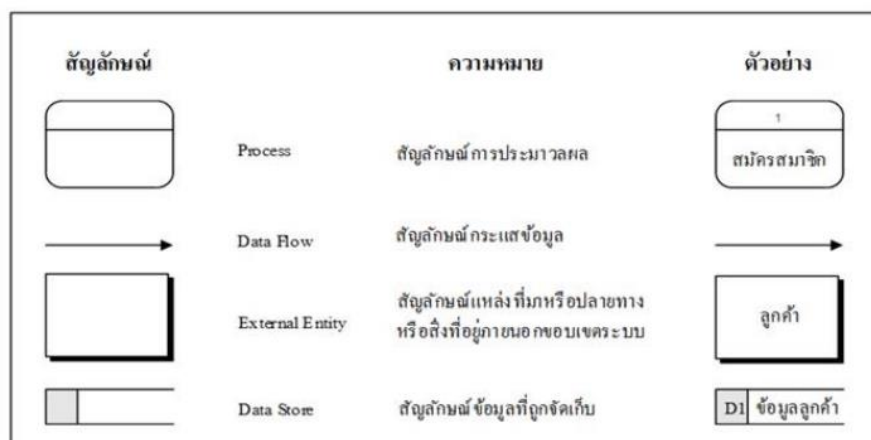 สัญลักษณ์ ความหมาย ตัวอย่าง
1
Process สัญลักษณ์การประมวลผล สมัครสมาชิก
Data Flow สัญลักษณ์กระแสข้อมูล
สัญลักษณ์แหล่งที่มาหรือปลายทาง
External Entity หรือสิ่งที่อยู่ภายนอกขอบเขตระบบ ลูกค้า
Data Store สัญลักษณ์ข้อมูลที่ถูกจัดเก็บ D1 ข้อมูลลูกค้า